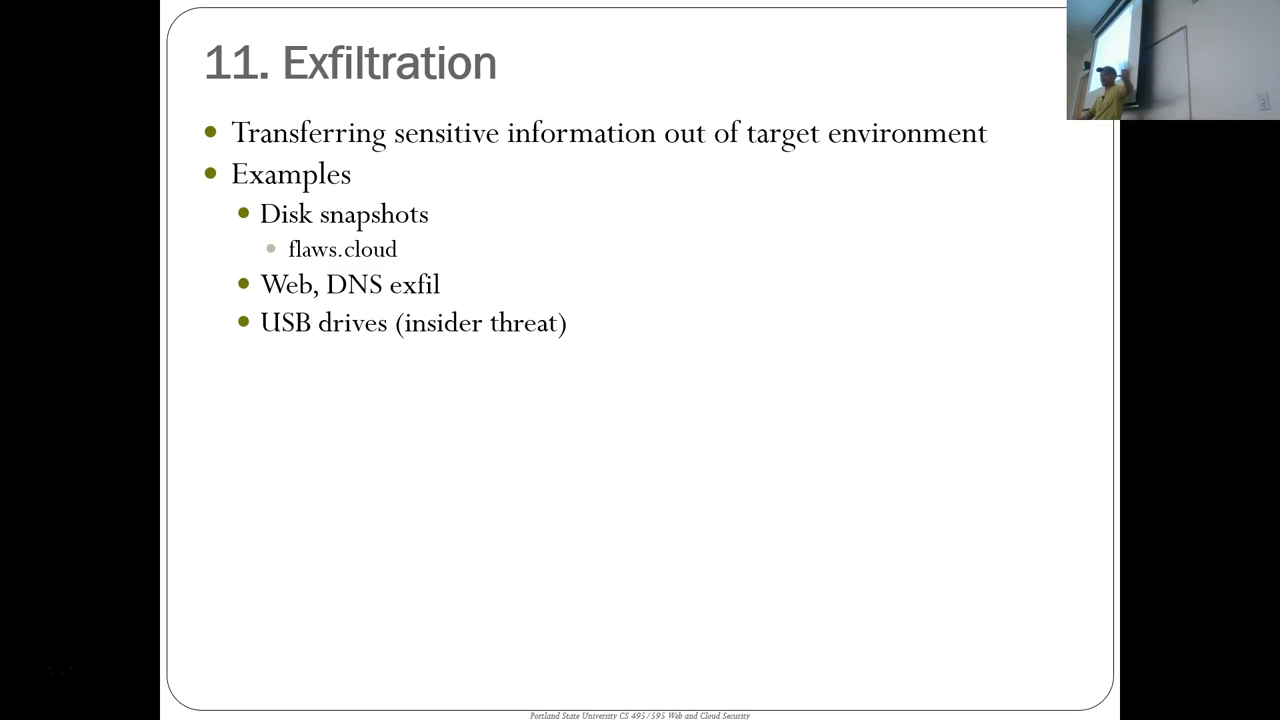 11. Exfiltration
Transferring sensitive information out of target environment
Examples
Disk snapshots
flaws.cloud
Web, DNS exfil
USB drives (insider threat)
Portland State University CS 495/595 Web and Cloud Security